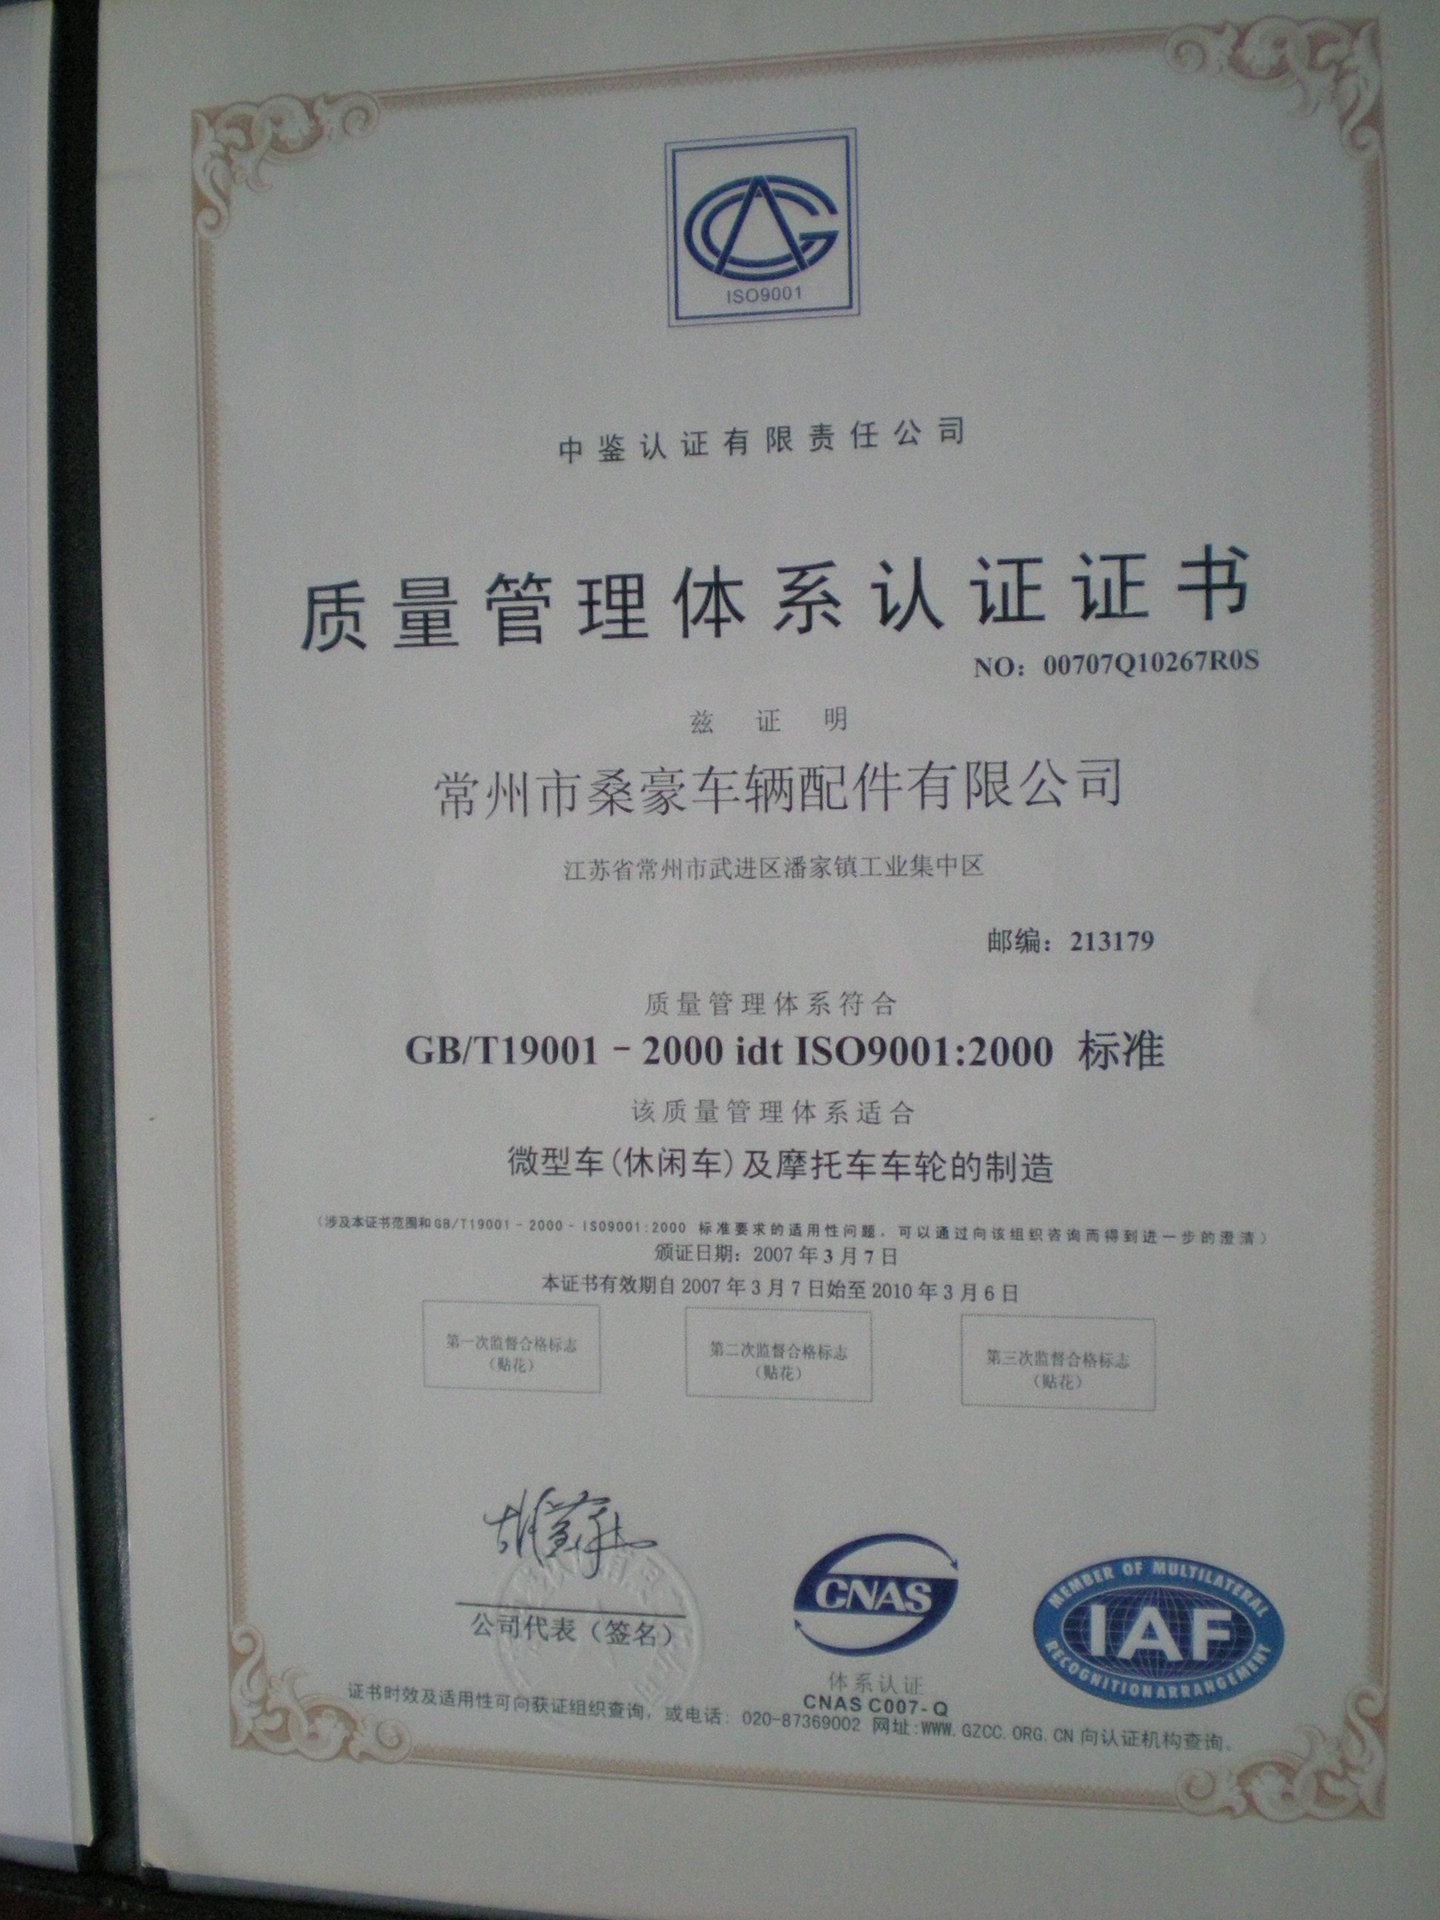 CAG
ISO9001
中鉴认证有限责任公司
质量管理体系认证证书
NO：00707Q10267R0S
兹 证 明
常州市桑豪车辆配件有限公司
江苏省常州市武进区潘家镇工业集中区
邮编：213179
质量管理体系符合
GB/T19001－2000 idt ISO9001:2000 标准
该质量管理体系适合
微型车(休闲车)及摩托车车轮的制造
（涉及本证书范围和GB/T19001－2000－ISO9001:2000 标准要求的适用性问题，可以通过向该组织咨询而得到进一步的澄清）
颁证日期：2007 年 3 月 7 日
本证书有效期自 2007 年 3 月 7 日始至 2010 年 3 月 6 日
第一次监督合格标志 第二次监督合格标志 第三次监督合格标志
（贴花） （贴花） （贴花）
公司代表（签名）
CNAS
体系认证
CNAS C007-Q
MEMBER OF MULTILATERAL
IAF
RECOGNITION ARRANGEMENT
证书时效及适用性可向获证组织查询，或电话：020-87369002 网址:WWW.GZCC.ORG.CN 向认证机构查询。